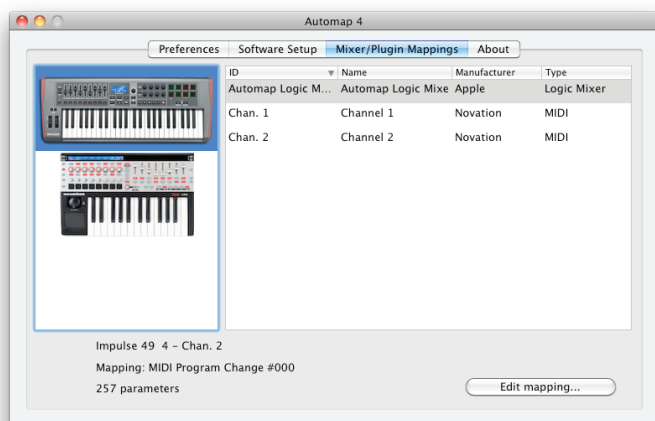 Automap 4
Preferences Software Setup Mixer/Plugin Mappings About
ID Name Manufacturer Type
Automap Logic M... Automap Logic Mixe Apple Logic Mixer
Chan. 1 Channel 1 Novation MIDI
Chan. 2 Channel 2 Novation MIDI
Impulse 49 4 – Chan. 2
Mapping: MIDI Program Change #000
257 parameters
Edit mapping...